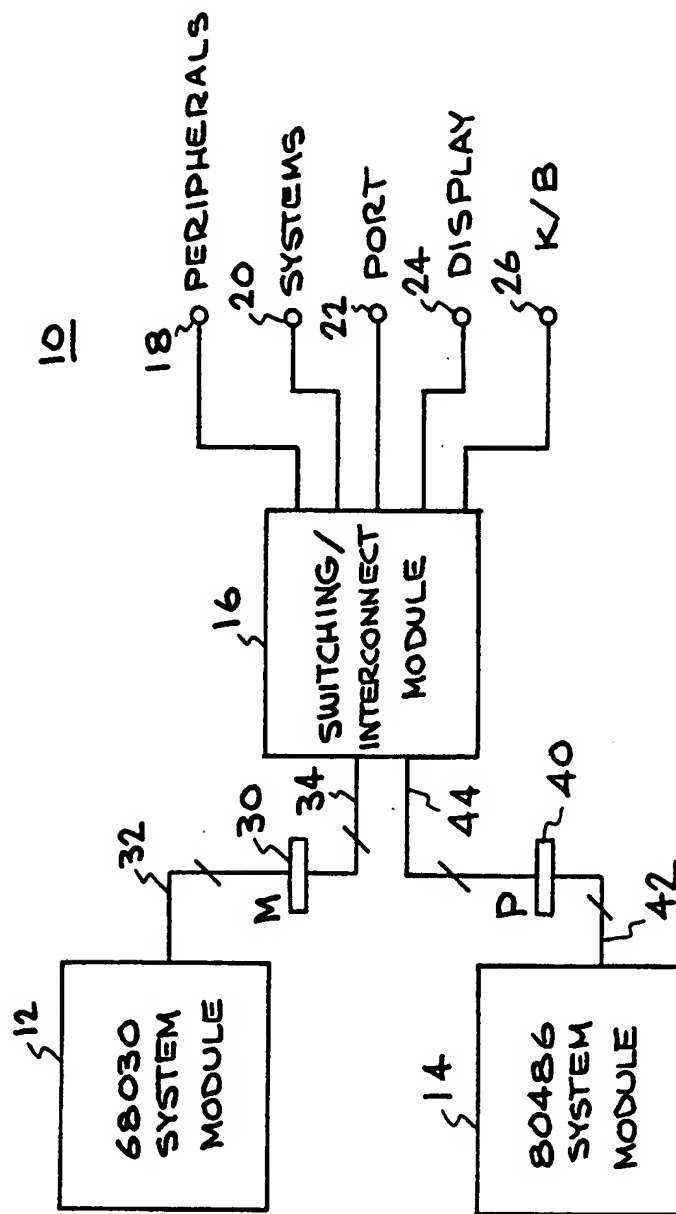 10
12
68030
SYSTEM
MODULE
32
M
30
34
16
SWITCHING/
INTERCONNECT
MODULE
18
PERIPHERALS
20
SYSTEMS
22
PORT
24
DISPLAY
26
K/B
14
80486
SYSTEM
MODULE
42
P
40
44